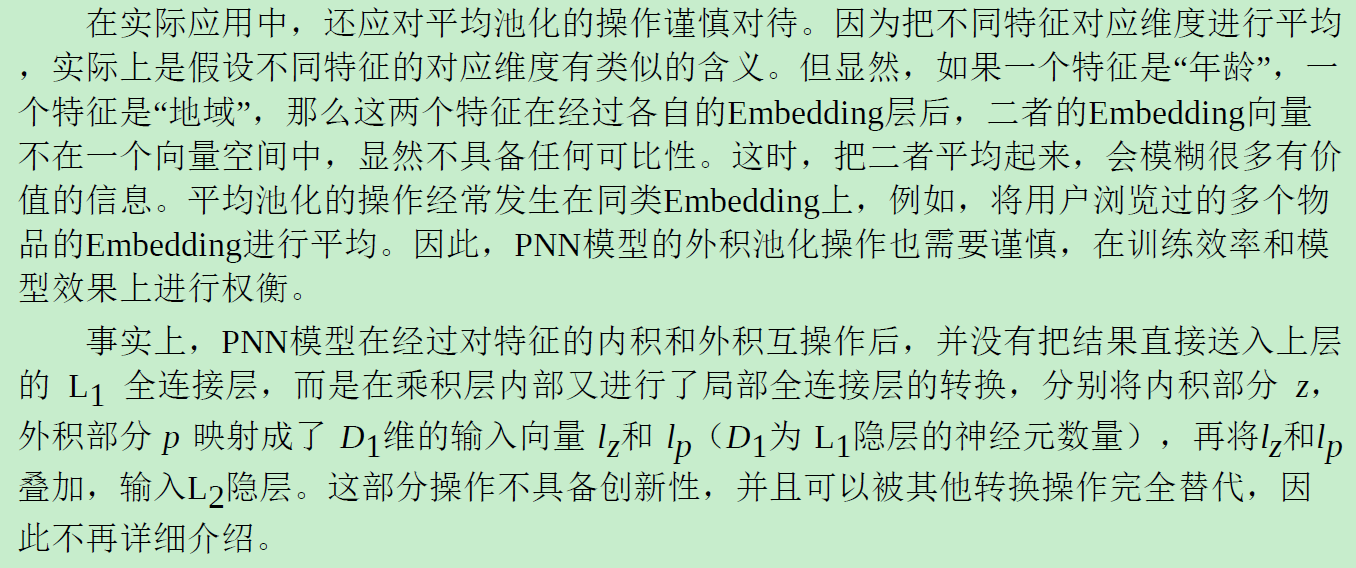 在实际应用中，还应对平均池化的操作谨慎对待。因为把不同特征对应维度进行平均
，实际上是假设不同特征的对应维度有类似的含义。但显然，如果一个特征是“年龄”，一
个特征是“地域”，那么这两个特征在经过各自的Embedding层后，二者的Embedding向量
不在一个向量空间中，显然不具备任何可比性。这时，把二者平均起来，会模糊很多有价
值的信息。平均池化的操作经常发生在同类Embedding上，例如，将用户浏览过的多个物
品的Embedding进行平均。因此，PNN模型的外积池化操作也需要谨慎，在训练效率和模
型效果上进行权衡。
事实上，PNN模型在经过对特征的内积和外积互操作后，并没有把结果直接送入上层
的 L1 全连接层，而是在乘积层内部又进行了局部全连接层的转换，分别将内积部分 z，
外积部分 p 映射成了 D1维的输入向量 lz和 lp（D1为 L1隐层的神经元数量），再将lz和lp
叠加，输入L2隐层。这部分操作不具备创新性，并且可以被其他转换操作完全替代，因
此不再详细介绍。